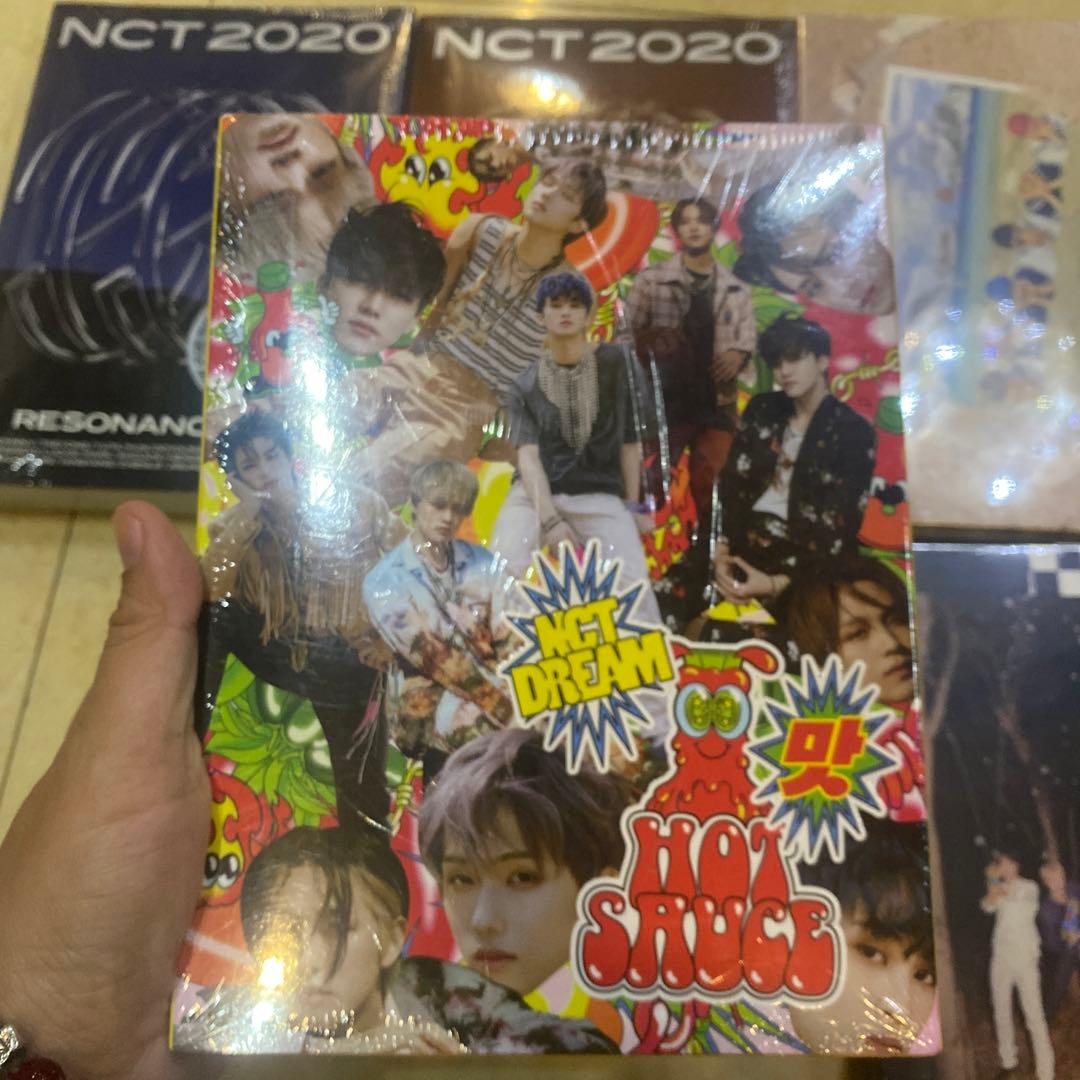 NCT 2020
NCT 2020
RESONANC
NCT
DREAM
맛
HOT
SAUCE